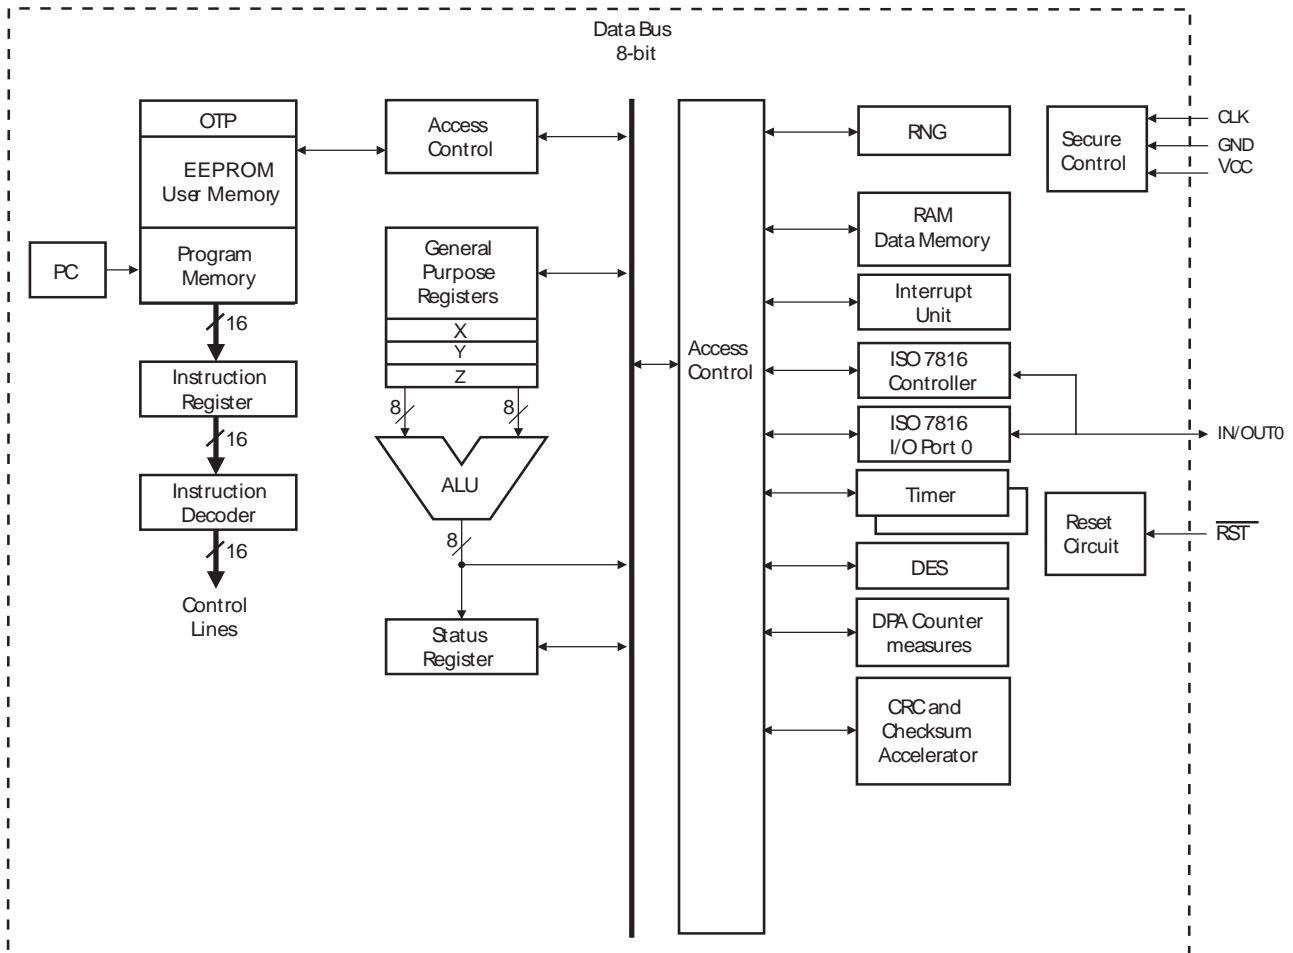 Data Bus
8-bit
OTP
EEPROM
User Memory
Program
Memory
PC
16
Instruction
Register
16
Instruction
Decoder
16
Control
Lines
Access
Control
General
Purpose
Registers
X
Y
Z
8
8
ALU
8
Status
Register
Access
Control
RNG
RAM
Data Memory
Interrupt
Unit
ISO 7816
Controller
ISO 7816
I/O Port 0
Timer
DES
DPA Counter
measures
CRC and
Checksum
Accelerator
Secure
Control
CLK
GND
VCC
IN/OUT0
Reset
Circuit
RST